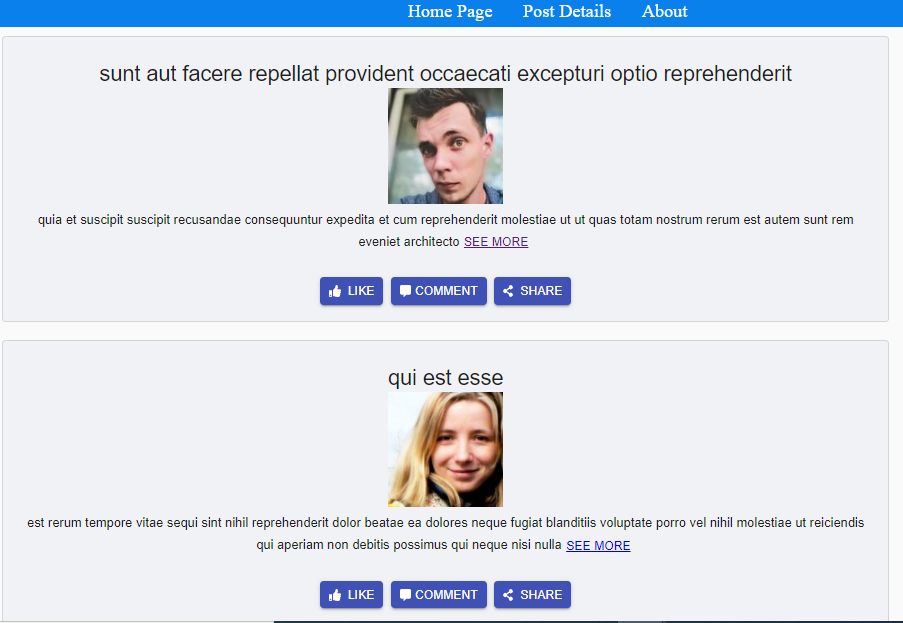 Home Page Post Details About
sunt aut facere repellat provident occaecati excepturi optio reprehenderit
quia et suscipit suscipit recusandae consequuntur expedita et cum reprehenderit molestiae ut ut quas totam nostrum rerum est autem sunt rem
eveniet architecto SEE MORE
LIKE COMMENT SHARE
qui est esse
est rerum tempore vitae sequi sint nihil reprehenderit dolor beatae ea dolores neque fugiat blanditiis voluptate porro vel nihil molestiae ut reiciendis
qui aperiam non debitis possimus qui neque nisi nulla SEE MORE
LIKE COMMENT SHARE